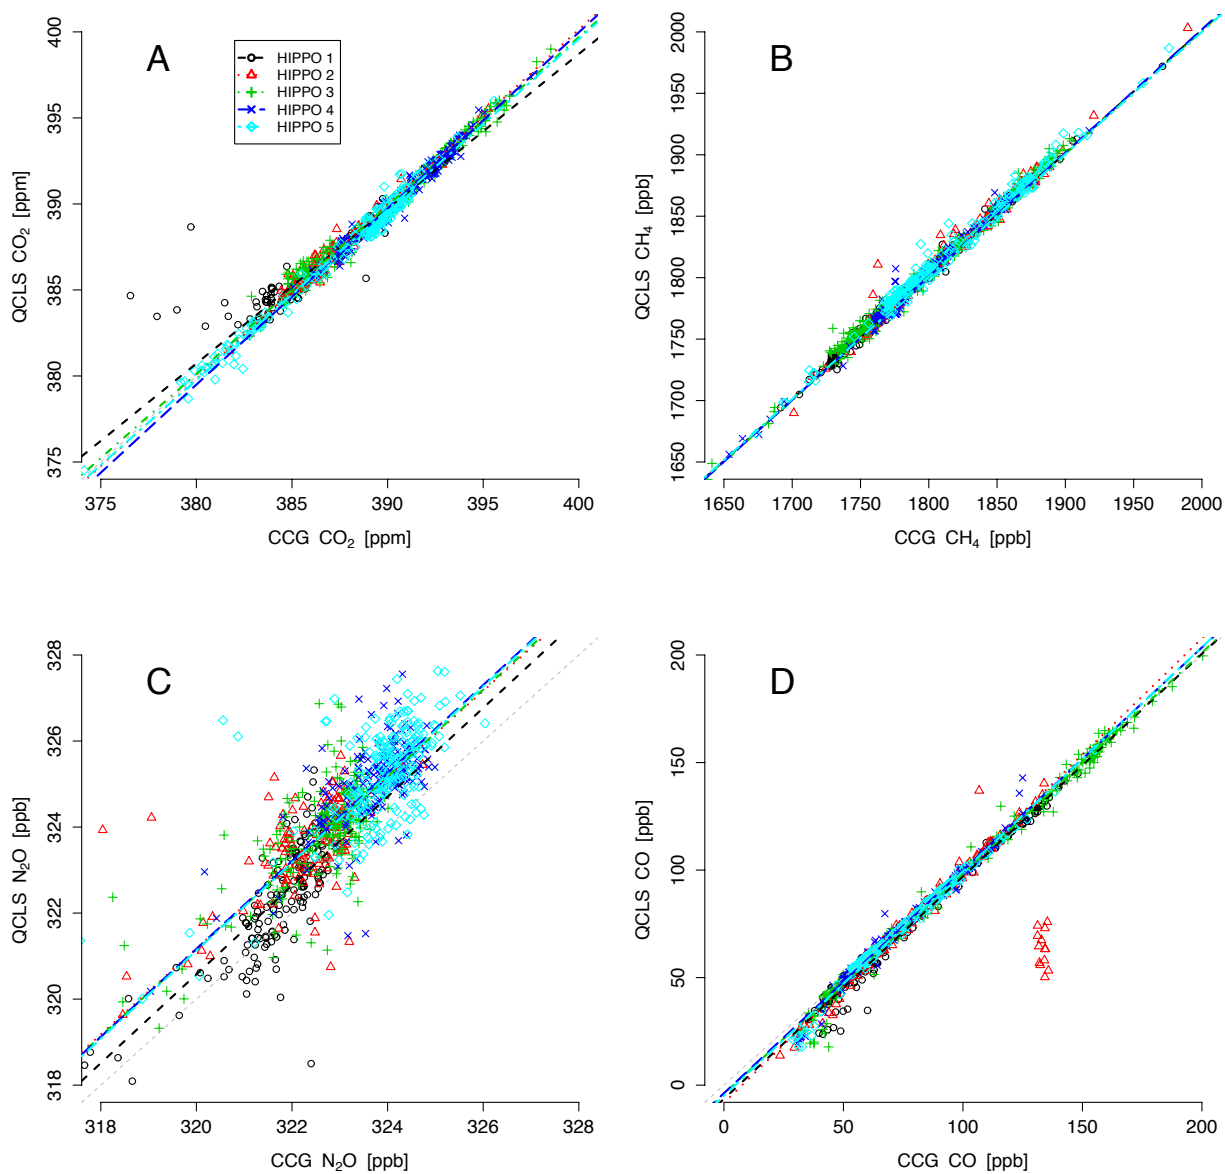 A
HIPPO 1
HIPPO 2
HIPPO 3
HIPPO 4
HIPPO 5
QCLS CO₂ [ppm]
375 380 385 390 395 400
375 380 385 390 395 400
CCG CO₂ [ppm]
B
QCLS CH₄ [ppb]
1650 1700 1750 1800 1850 1900 1950 2000
1650 1700 1750 1800 1850 1900 1950 2000
CCG CH₄ [ppb]
C
QCLS N₂O [ppb]
318 320 322 324 326 328
318 320 322 324 326 328
CCG N₂O [ppb]
D
QCLS CO [ppb]
0 50 100 150 200
0 50 100 150 200
CCG CO [ppb]